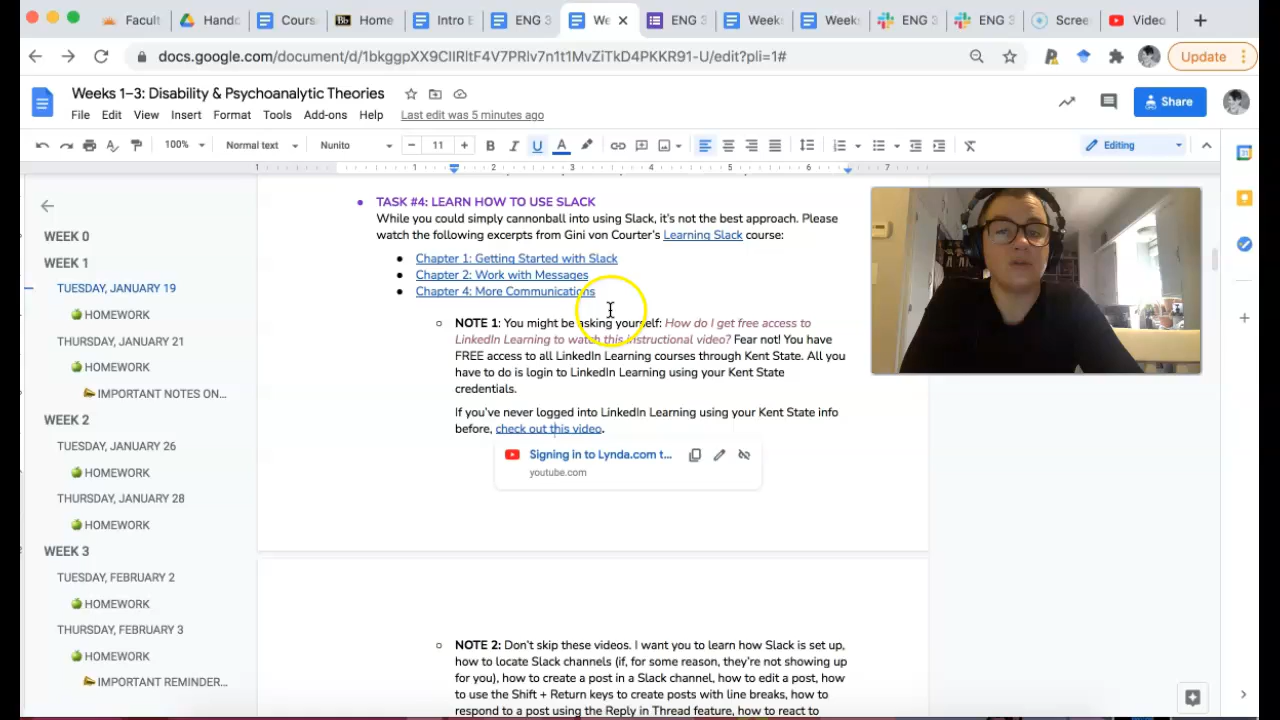 Facult
Handc
Cours
Home
Intro E
ENG 3
We
ENG 3
Week
Week
ENG 3
ENG 3
Scree
Video
docs.google.com/document/d/1bkggpXX9CIIRltF4V7PRlv7n1t1MvZiTkD4PKKR91-U/edit?pli=1#
Update
Weeks 1–3: Disability & Psychoanalytic Theories
File Edit View Insert Format Tools Add-ons Help Last edit was 5 minutes ago
Share
100% Normal text Nunito 11 Editing
1 1 2 3 4 5 6 7
WEEK 0
WEEK 1
TUESDAY, JANUARY 19
🍏 HOMEWORK
THURSDAY, JANUARY 21
🍏 HOMEWORK
IMPORTANT NOTES ON...
WEEK 2
TUESDAY, JANUARY 26
🍏 HOMEWORK
THURSDAY, JANUARY 28
🍏 HOMEWORK
WEEK 3
TUESDAY, FEBRUARY 2
🍏 HOMEWORK
THURSDAY, FEBRUARY 3
🍏 HOMEWORK
IMPORTANT REMINDER...
● TASK #4: LEARN HOW TO USE SLACK
While you could simply cannonball into using Slack, it's not the best approach. Please
watch the following excerpts from Gini von Courter's Learning Slack course:
● Chapter 1: Getting Started with Slack
● Chapter 2: Work with Messages
● Chapter 4: More Communications
○ NOTE 1: You might be asking yourself: How do I get free access to
LinkedIn Learning to watch this instructional video? Fear not! You have
FREE access to all LinkedIn Learning courses through Kent State. All you
have to do is login to LinkedIn Learning using your Kent State
credentials.
If you've never logged into LinkedIn Learning using your Kent State info
before, check out this video.
Signing in to Lynda.com t...
youtube.com
○ NOTE 2: Don't skip these videos. I want you to learn how Slack is set up,
how to locate Slack channels (if, for some reason, they're not showing up
for you), how to create a post in a Slack channel, how to edit a post, how
to use the Shift + Return keys to create posts with line breaks, how to
respond to a post using the Reply in Thread feature, how to react to